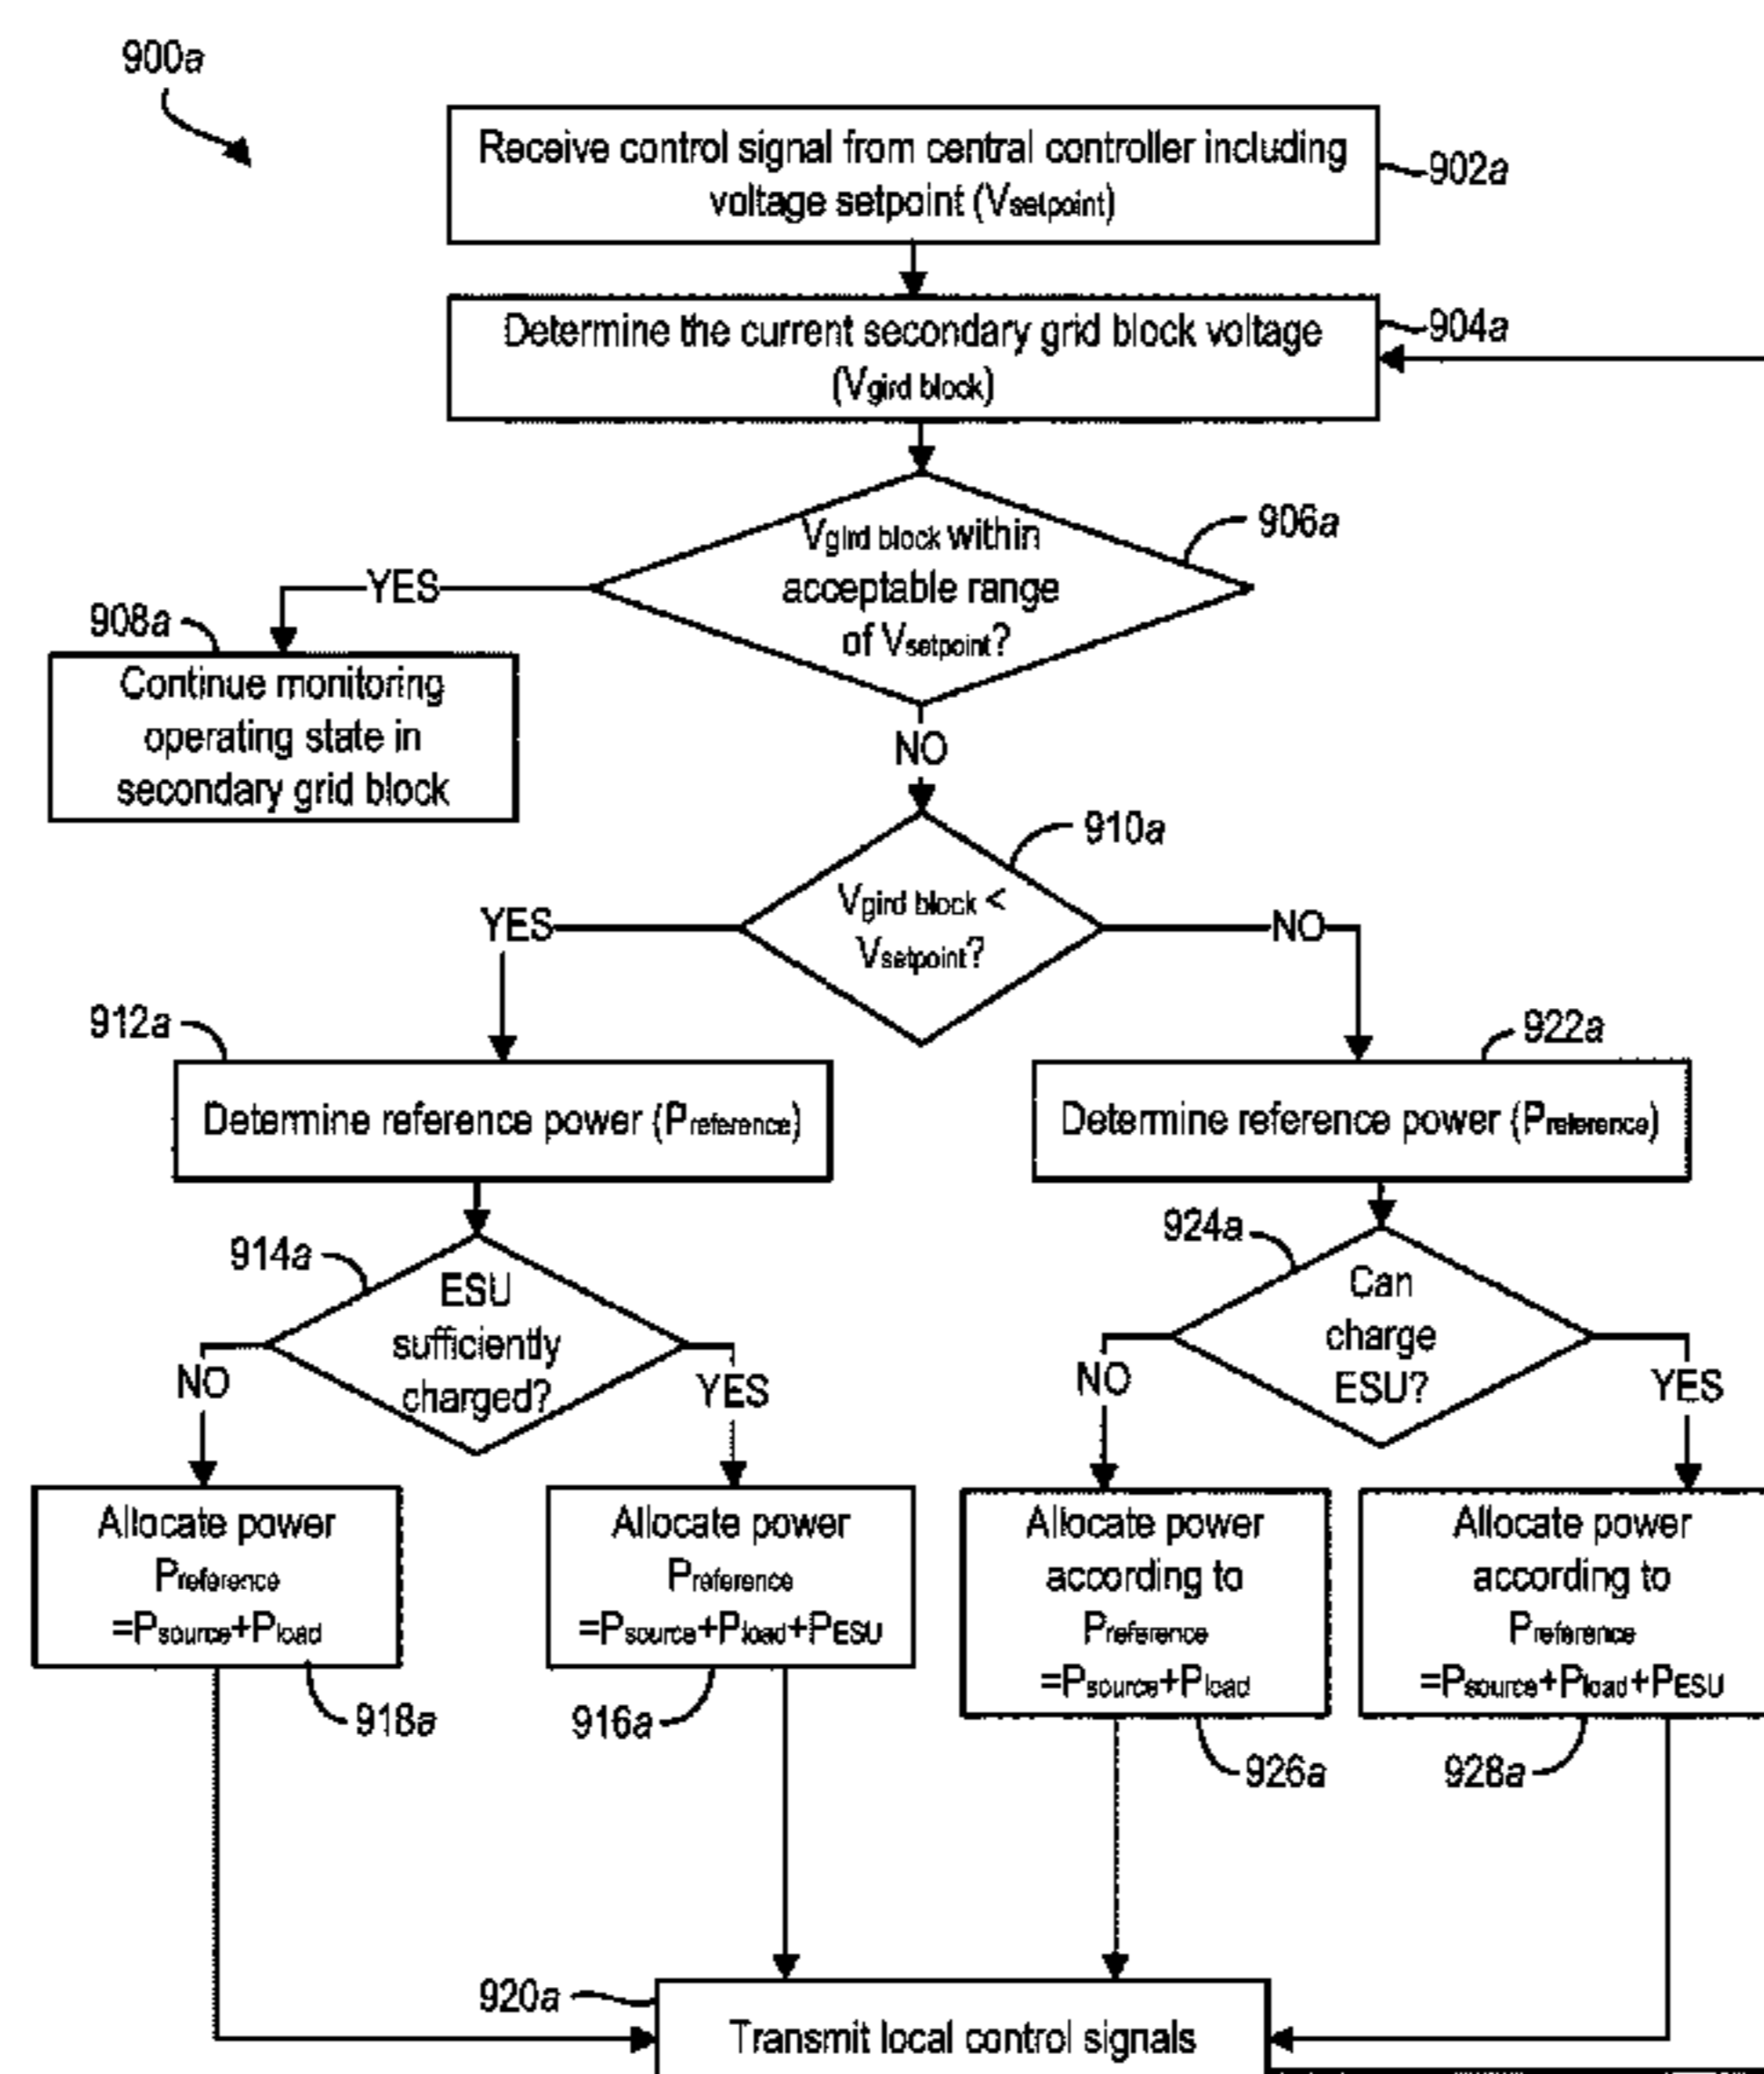 900a
Receive control signal from central controller including
voltage setpoint (Vsetpoint)
902a
Determine the current secondary grid block voltage
(Vgird block)
904a
Vgird block within
acceptable range
of Vsetpoint?
906a
YES
908a
Continue monitoring
operating state in
secondary grid block
NO
910a
Vgird block <
Vsetpoint?
YES
NO
912a
Determine reference power (Preference)
922a
Determine reference power (Preference)
914a
ESU
sufficiently
charged?
NO
YES
924a
Can
charge
ESU?
NO
YES
Allocate power
Preference
=Psource+Pload
918a
Allocate power
Preference
=Psource+Pload+PESU
916a
Allocate power
according to
Preference
=Psource+Pload
926a
Allocate power
according to
Preference
=Psource+Pload+PESU
928a
920a
Transmit local control signals